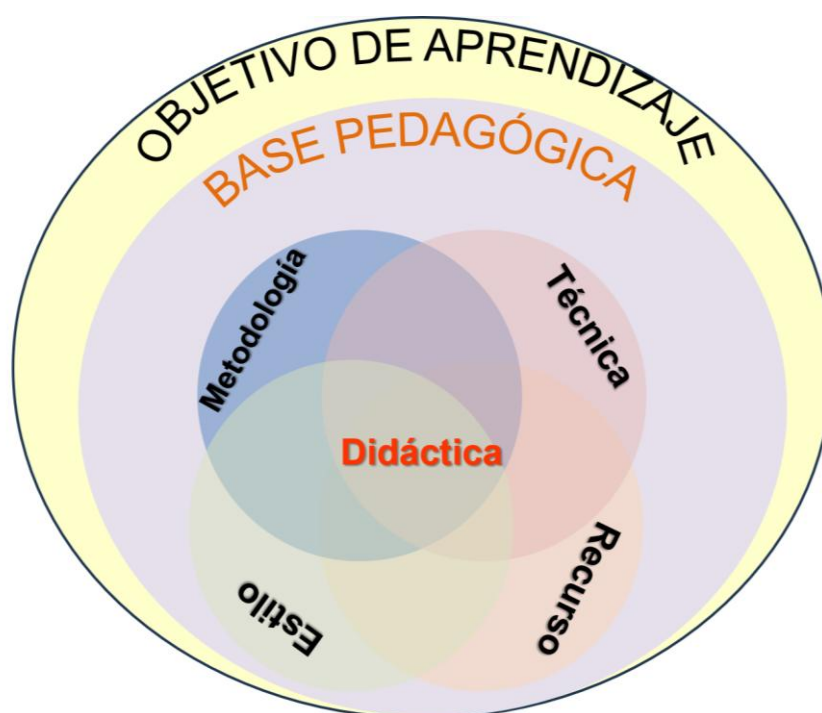 OBJETIVO DE APRENDIZAJE
BASE PEDAGÓGICA
Metodología
Técnica
Didáctica
Estilo
Recurso